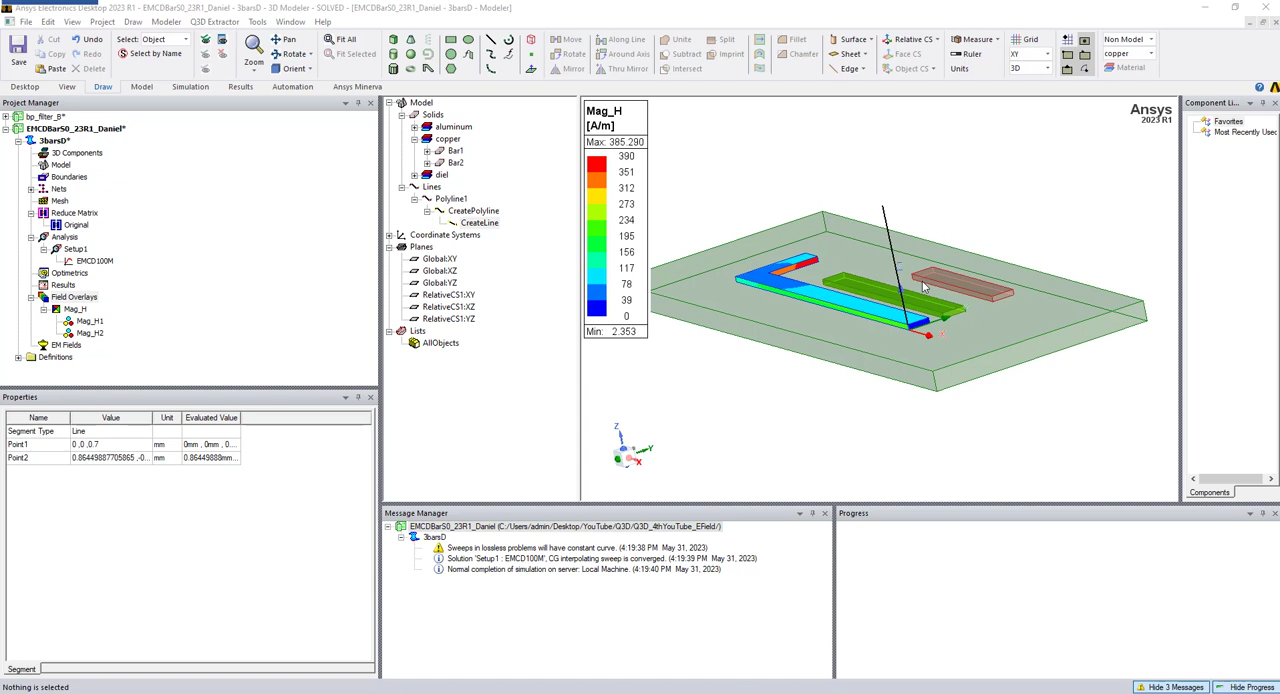 Ansys Electronics Desktop 2023 R1 - EMCDBarS0_23R1_Daniel - 3barsD - 3D Modeler - SOLVED - [EMCDBarS0_23R1_Daniel - 3barsD - Modeler]
File Edit View Project Draw Modeler Q3D Extractor Tools Window Help
Save
Cut Undo
Copy Redo
Paste Delete
Select: Object
Select by Name
Zoom
Pan
Rotate
Orient
Fit All
Fit Selected
Move Along Line
Rotate Around Axis
Mirror Thru Mirror
Unite Split
Subtract Imprint
Intersect
Fillet
Chamfer
Surface
Sheet
Edge
Relative CS
Face CS
Object CS
Measure
Ruler
Units
Grid
XY
3D
Non Model
copper
Material
Desktop View Draw Model Simulation Results Automation Ansys Minerva
Project Manager
bp_filter_B*
EMCDBarS0_23R1_Daniel*
3barsD*
3D Components
Model
Boundaries
Nets
Mesh
Reduce Matrix
Original
Analysis
Setup1
EMCD100M
Optimetrics
Results
Field Overlays
Mag_H
Mag_H1
Mag_H2
EM Fields
Definitions
Properties
Name Value Unit Evaluated Value
Segment Type Line
Point1 0 ,0 ,0.7 mm 0mm , 0mm , 0....
Point2 0.86449887705865 ,-0... mm 0.86449888mm...
Segment
Model
Solids
aluminum
copper
Bar1
Bar2
diel
Lines
Polyline1
CreatePolyline
CreateLine
Coordinate Systems
Planes
Global:XY
Global:XZ
Global:YZ
RelativeCS1:XY
RelativeCS1:XZ
RelativeCS1:YZ
Lists
AllObjects
Mag_H
[A/m]
Max: 385.290
390
351
312
273
234
195
156
117
78
39
0
Min: 2.353
Ansys
2023 R1
X
Z
Y
X
Component Li...
Favorites
Most Recently Used
Components
Message Manager
EMCDBarS0_23R1_Daniel (C:/Users/admin/Desktop/YouTube/Q3D/Q3D_4thYouTube_EField/)
3barsD
Sweeps in lossless problems will have constant curve. (4:19:38 PM May 31, 2023)
Solution 'Setup1 : EMCD100M', CG interpolating sweep is converged. (4:19:39 PM May 31, 2023)
Normal completion of simulation on server: Local Machine. (4:19:40 PM May 31, 2023)
Progress
Nothing is selected
Hide 3 Messages Hide Progress